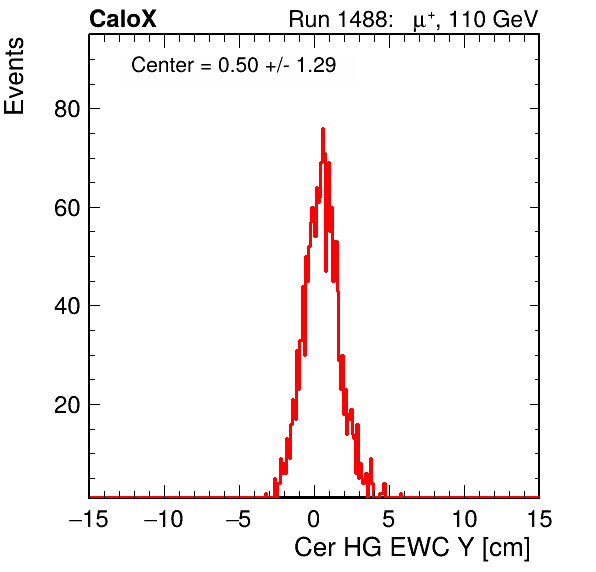 CaloX Run 1488: μ⁺, 110 GeV
Events
Center = 0.50 +/- 1.29
80
60
40
20
−15 −10 −5 0 5 10 15
Cer HG EWC Y [cm]